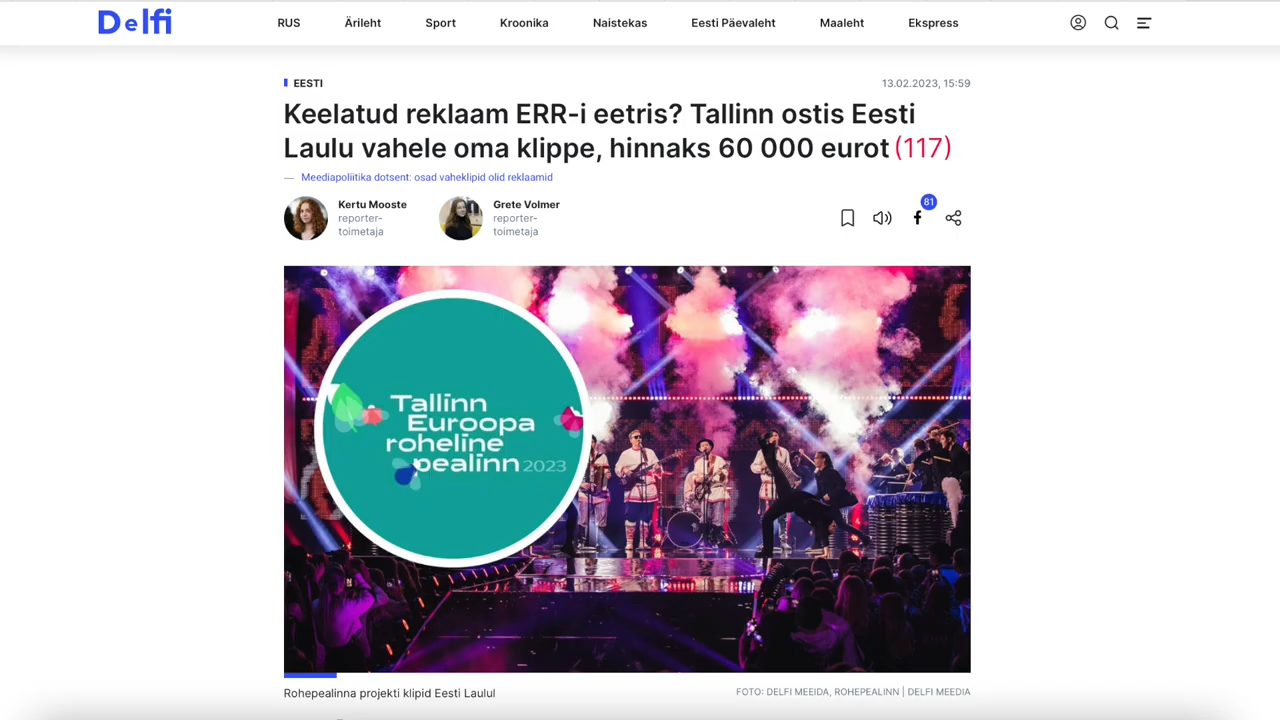 Delfi
RUS Ärileht Sport Kroonika Naistekas Eesti Päevaleht Maaleht Ekspress
EESTI 13.02.2023, 15:59
Keelatud reklaam ERR-i eetris? Tallinn ostis Eesti
Laulu vahele oma klippe, hinnaks 60 000 eurot (117)
— Meediapoliitika dotsent: osad vaheklipid olid reklaamid
Kertu Mooste
reporter-
toimetaja
Grete Volmer
reporter-
toimetaja
81
Tallinn
Euroopa
roheline
pealinn 2023
Rohepealinna projekti klipid Eesti Laulul
FOTO: DELFI MEEIDA, ROHEPEALINN | DELFI MEEDIA